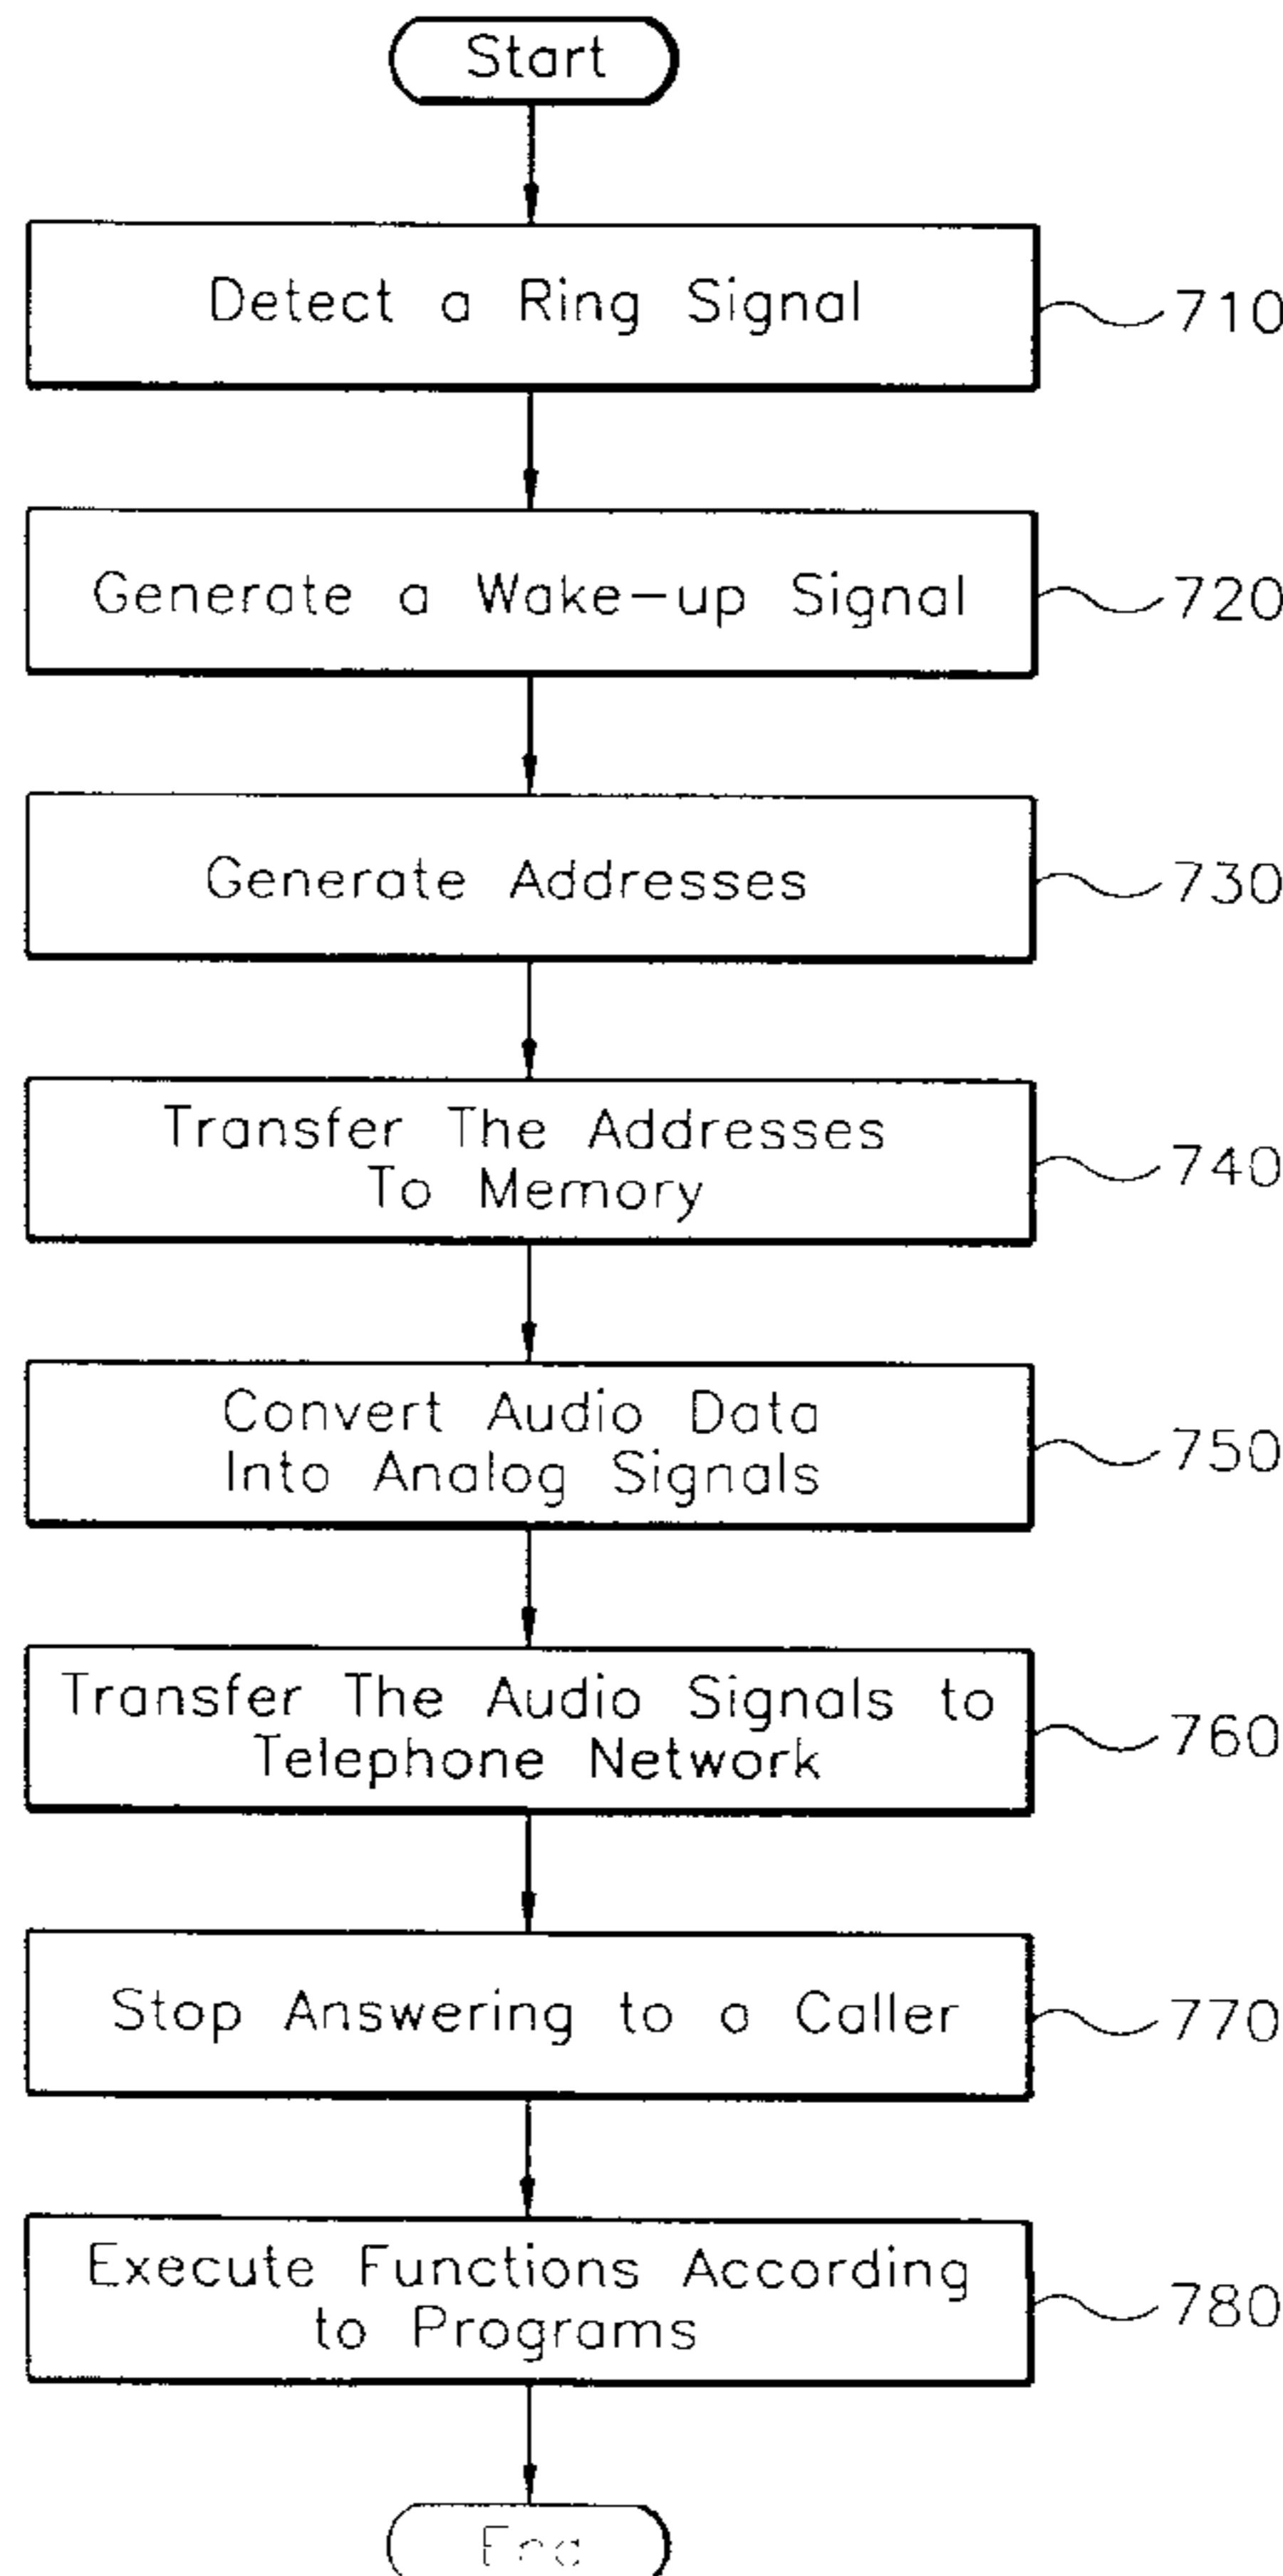 Start
Detect a Ring Signal
710
Generate a Wake-up Signal
720
Generate Addresses
730
Transfer The Addresses
To Memory
740
Convert Audio Data
Into Analog Signals
750
Transfer The Audio Signals to
Telephone Network
760
Stop Answering to a Caller
770
Execute Functions According
to Programs
780
End